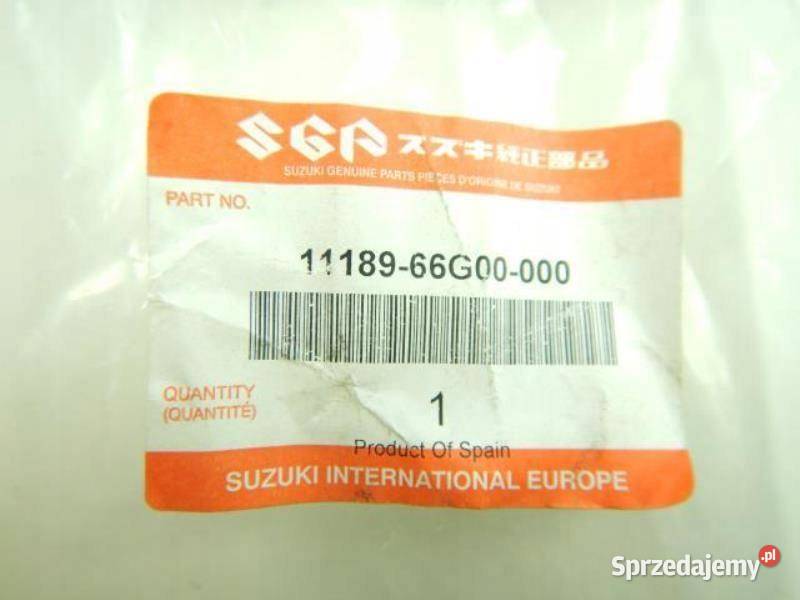 SGP スズキ純正部品
SUZUKI GENUINE PARTS PIECES D'ORIGINE DE SUZUKI
PART NO.
11189-66G00-000
QUANTITY
(QUANTITÉ)
1
Product Of Spain
SUZUKI INTERNATIONAL EUROPE
Sprzedajemy.pl